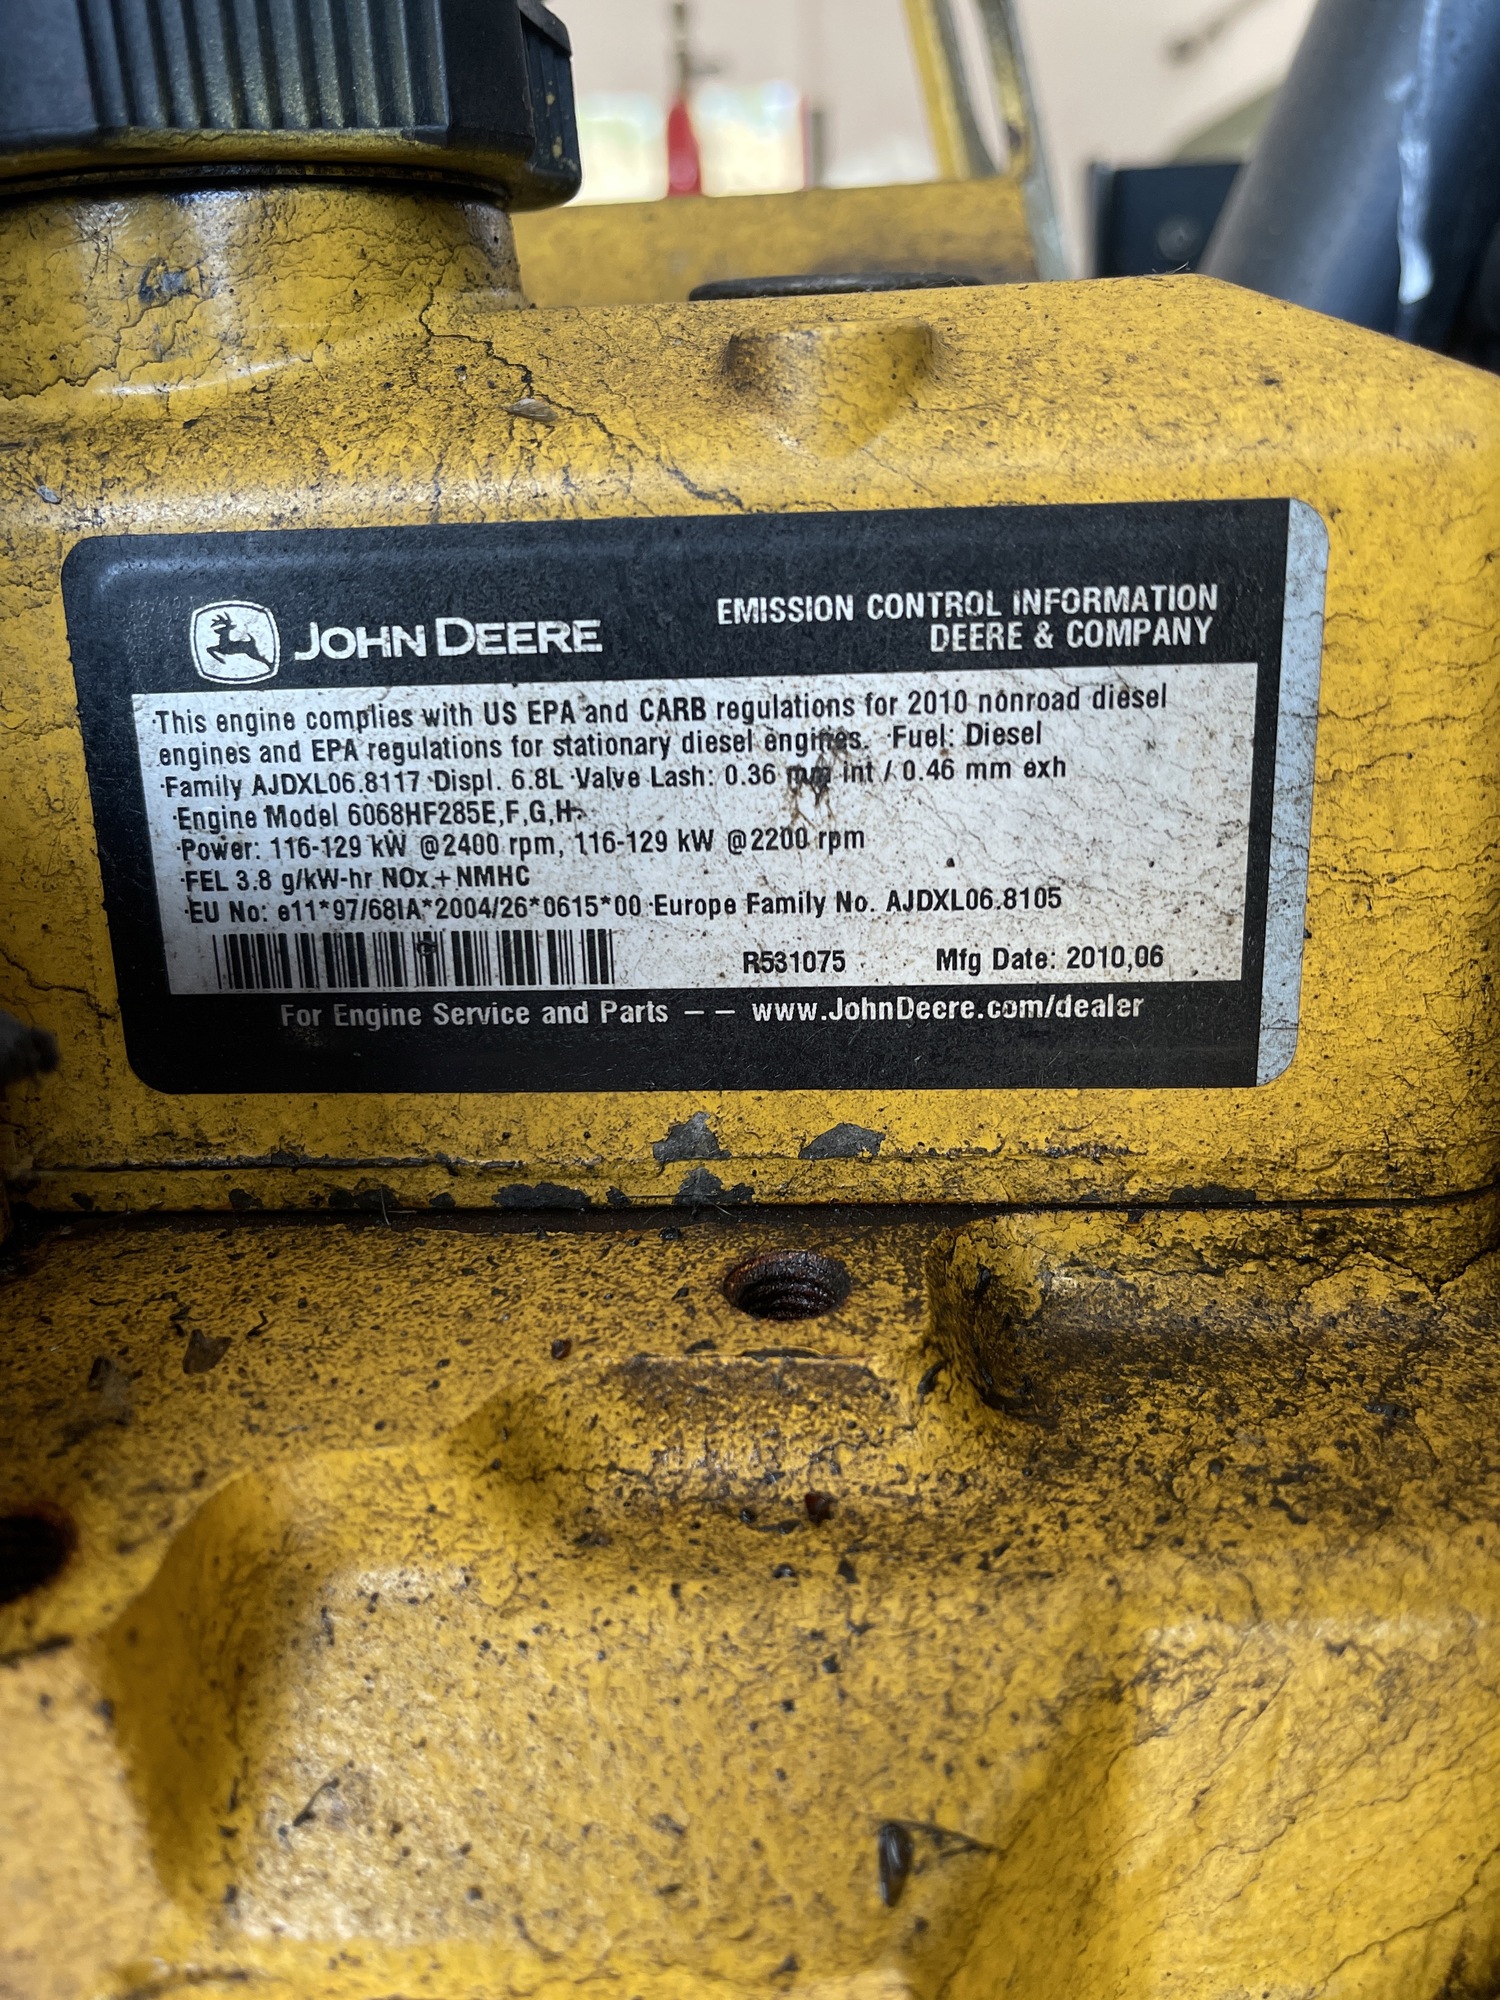 JOHN DEERE
EMISSION CONTROL INFORMATION
DEERE & COMPANY
·This engine complies with US EPA and CARB regulations for 2010 nonroad diesel
engines and EPA regulations for stationary diesel engines. ·Fuel: Diesel
·Family AJDXL06.8117 ·Displ. 6.8L ·Valve Lash: 0.36 mm int / 0.46 mm exh
·Engine Model 6068HF285E,F,G,H·
·Power: 116-129 kW @2400 rpm, 116-129 kW @2200 rpm
·FEL 3.8 g/kW-hr NOx + NMHC
·EU No: e11*97/68IA*2004/26*0615*00 ·Europe Family No. AJDXL06.8105
R531075 Mfg Date: 2010,06
For Engine Service and Parts – – www.JohnDeere.com/dealer